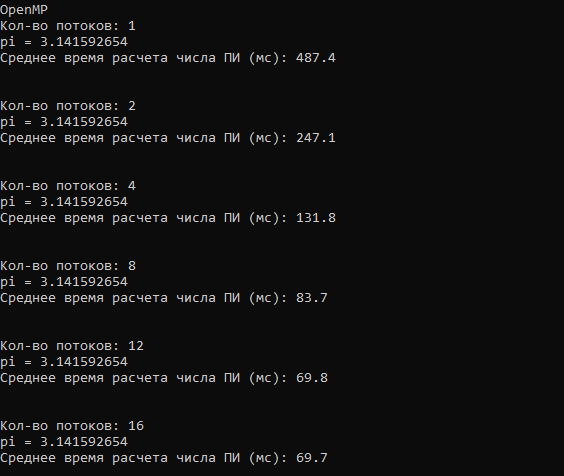 OpenMP
Кол-во потоков: 1
pi = 3.141592654
Среднее время расчета числа ПИ (мс): 487.4
Кол-во потоков: 2
pi = 3.141592654
Среднее время расчета числа ПИ (мс): 247.1
Кол-во потоков: 4
pi = 3.141592654
Среднее время расчета числа ПИ (мс): 131.8
Кол-во потоков: 8
pi = 3.141592654
Среднее время расчета числа ПИ (мс): 83.7
Кол-во потоков: 12
pi = 3.141592654
Среднее время расчета числа ПИ (мс): 69.8
Кол-во потоков: 16
pi = 3.141592654
Среднее время расчета числа ПИ (мс): 69.7